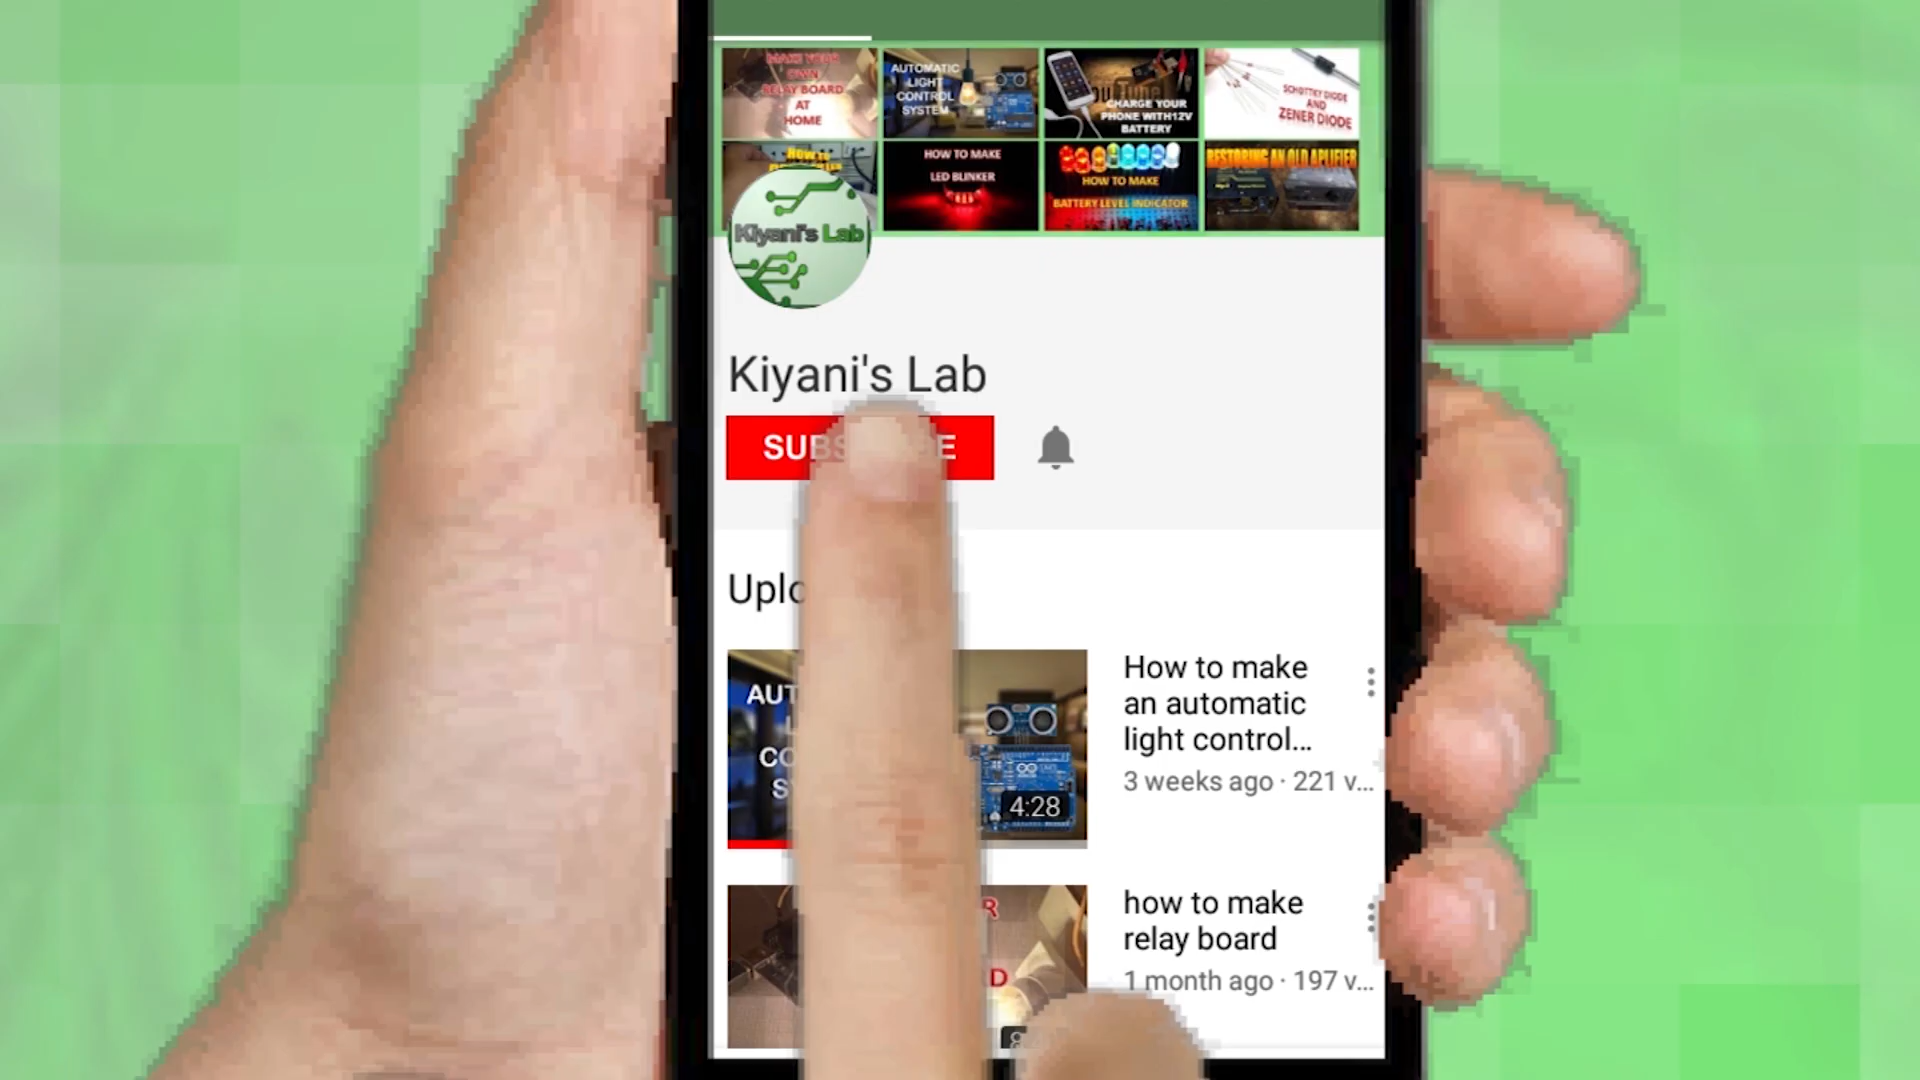 MAKE YOUR
OWN
RELAY BOARD
AT
HOME
AUTOMATIC
LIGHT
CONTROL
SYSTEM
CHARGE YOUR
PHONE WITH12V
BATTERY
SCHOTTKY DIODE
AND
ZENER DIODE
HOW TO
HOW TO MAKE
LED BLINKER
HOW TO MAKE
BATTERY LEVEL INDICATOR
RESTORING AN OLD APLIFIER
Kiyani's Lab
Kiyani's Lab
SUBS E
Uplo
AUT
L
CO
S
4:28
How to make
an automatic
light control...
3 weeks ago · 221 v...
R
D
how to make
relay board
1 month ago · 197 v...